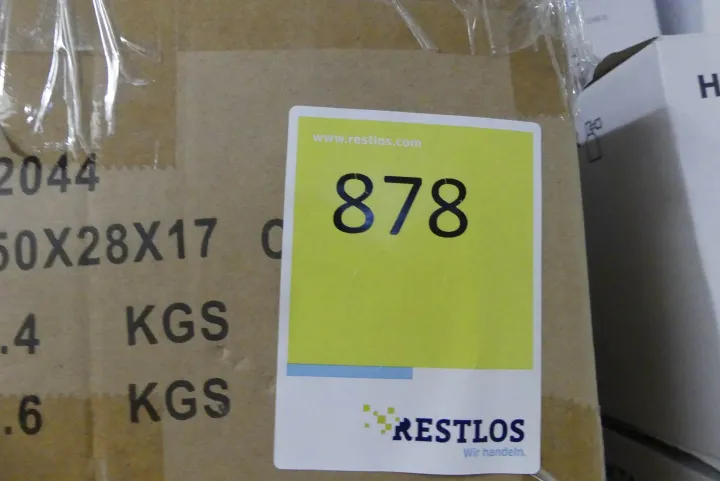 2044
50X28X17 C
.4 KGS
.6 KGS
www.restlos.com
878
RESTLOS
Wir handeln.
H